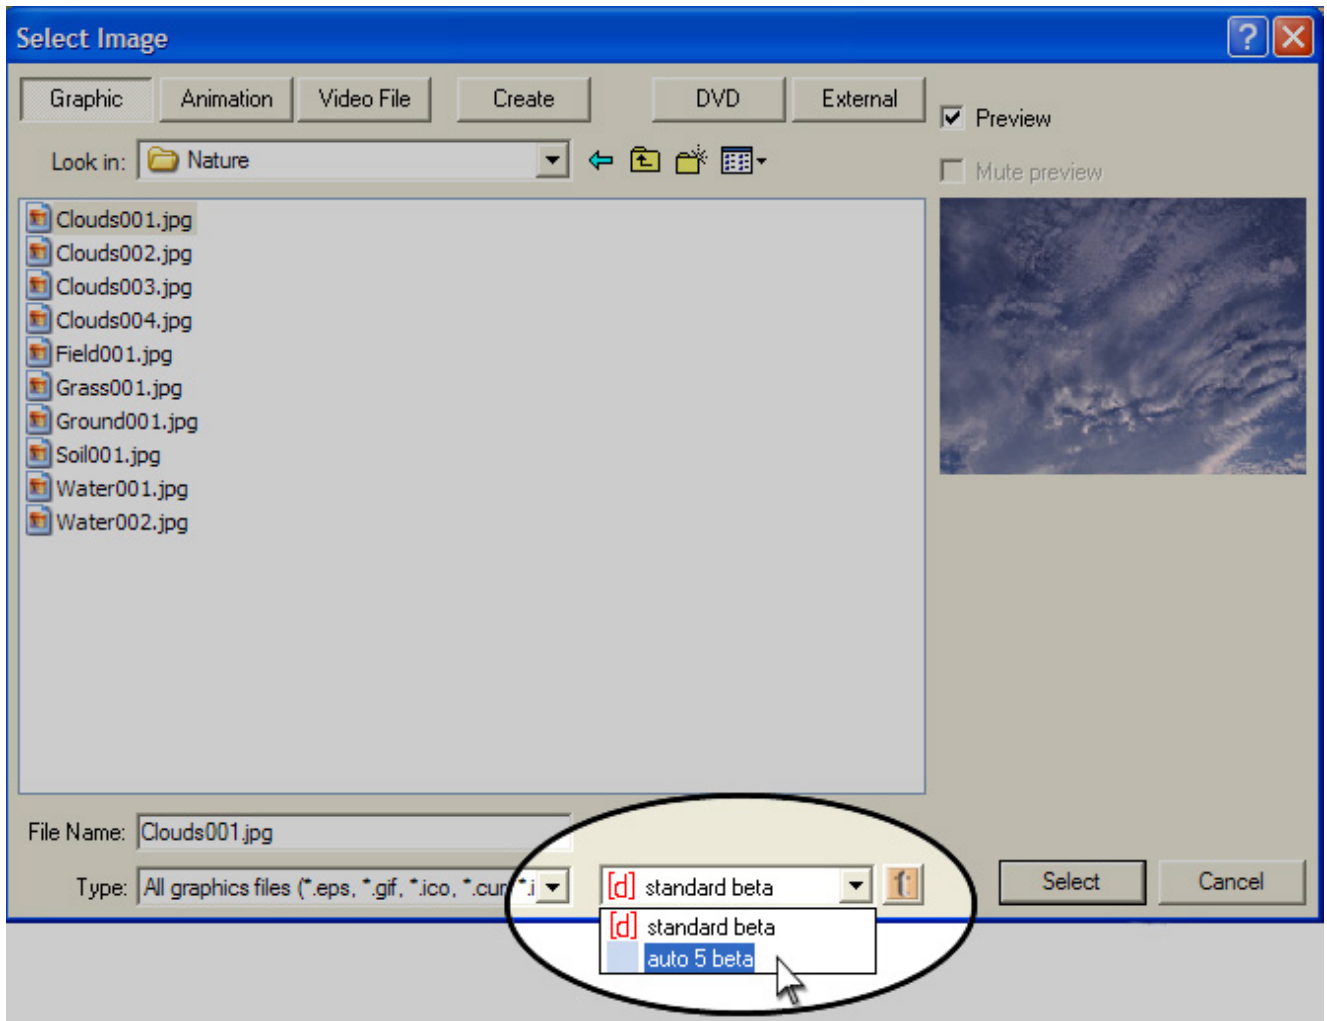 Select Image
Graphic Animation Video File Create DVD External
Preview
Look in: Nature
Mute preview
Clouds001.jpg
Clouds002.jpg
Clouds003.jpg
Clouds004.jpg
Field001.jpg
Grass001.jpg
Ground001.jpg
Soil001.jpg
Water001.jpg
Water002.jpg
File Name: Clouds001.jpg
Type: All graphics files (*.eps, *.gif, *.ico, *.cur, *.i
[d] standard beta
Select Cancel
[d] standard beta
auto 5 beta